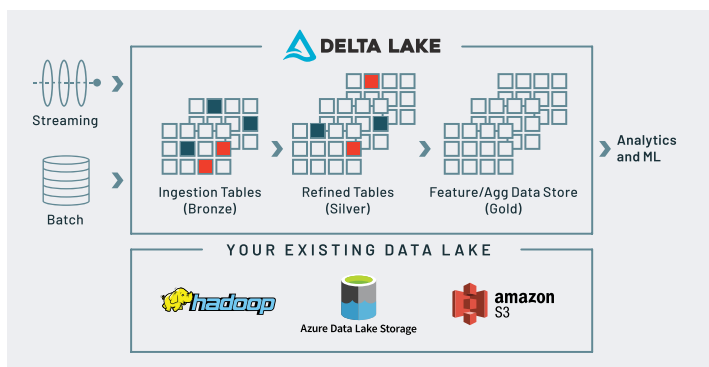 DELTA LAKE
Streaming
Batch
Ingestion Tables
(Bronze)
Refined Tables
(Silver)
Feature/Agg Data Store
(Gold)
Analytics
and ML
YOUR EXISTING DATA LAKE
hadoop
Azure Data Lake Storage
amazon
S3